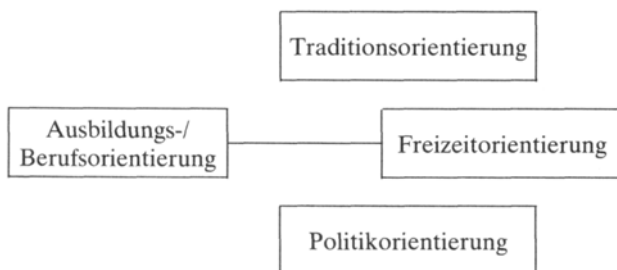 Traditionsorientierung
Ausbildungs-/
Berufsorientierung
Freizeitorientierung
Politikorientierung